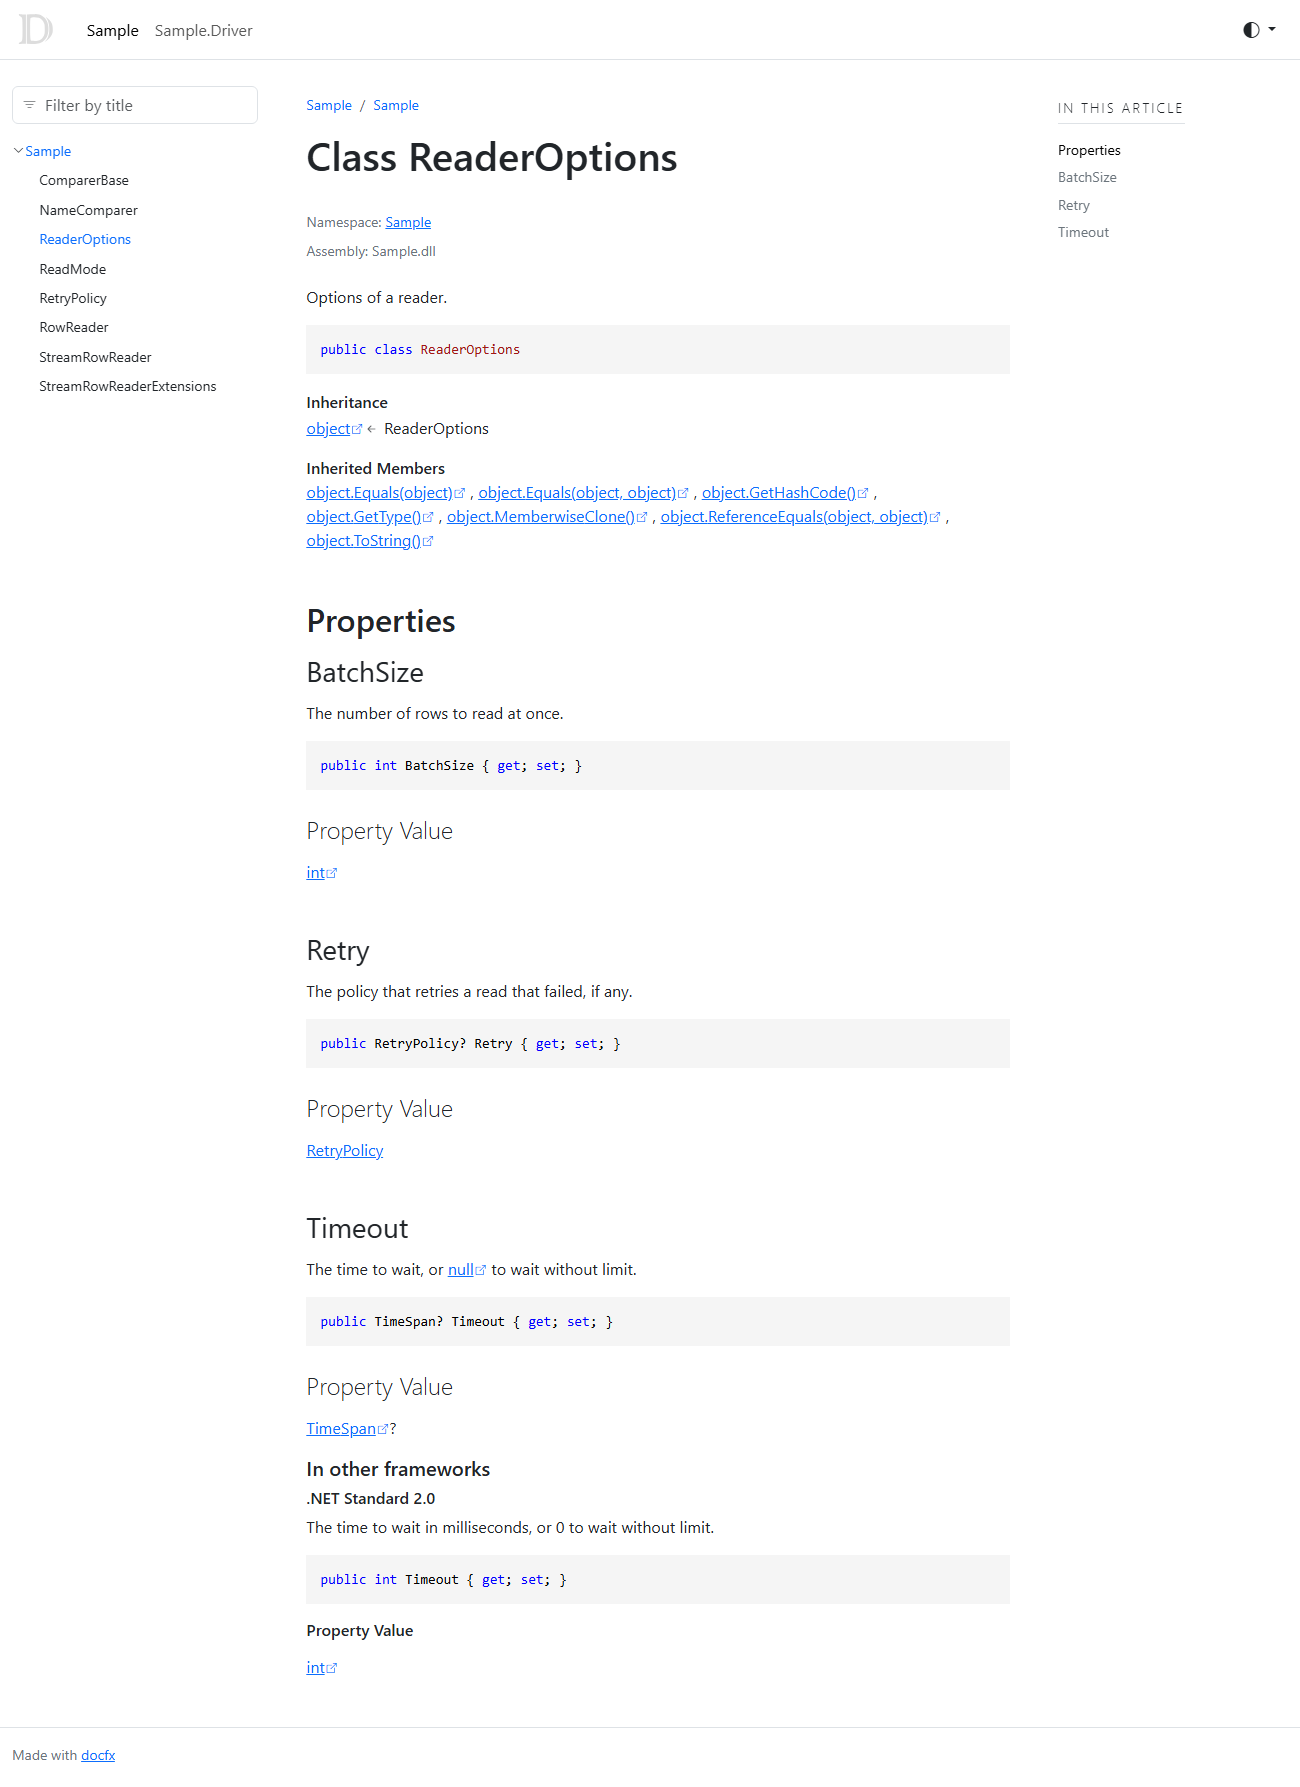 Sample Sample.Driver
Filter by title
Sample
ComparerBase
NameComparer
ReaderOptions
ReadMode
RetryPolicy
RowReader
StreamRowReader
StreamRowReaderExtensions
Sample / Sample
Class ReaderOptions
Namespace: Sample
Assembly: Sample.dll
Options of a reader.
public class ReaderOptions
Inheritance
object ← ReaderOptions
Inherited Members
object.Equals(object) , object.Equals(object, object) , object.GetHashCode() ,
object.GetType() , object.MemberwiseClone() , object.ReferenceEquals(object, object) ,
object.ToString()
Properties
BatchSize
The number of rows to read at once.
public int BatchSize { get; set; }
Property Value
int
Retry
The policy that retries a read that failed, if any.
public RetryPolicy? Retry { get; set; }
Property Value
RetryPolicy
Timeout
The time to wait, or null to wait without limit.
public TimeSpan? Timeout { get; set; }
Property Value
TimeSpan?
In other frameworks
.NET Standard 2.0
The time to wait in milliseconds, or 0 to wait without limit.
public int Timeout { get; set; }
Property Value
int
IN THIS ARTICLE
Properties
BatchSize
Retry
Timeout
Made with docfx